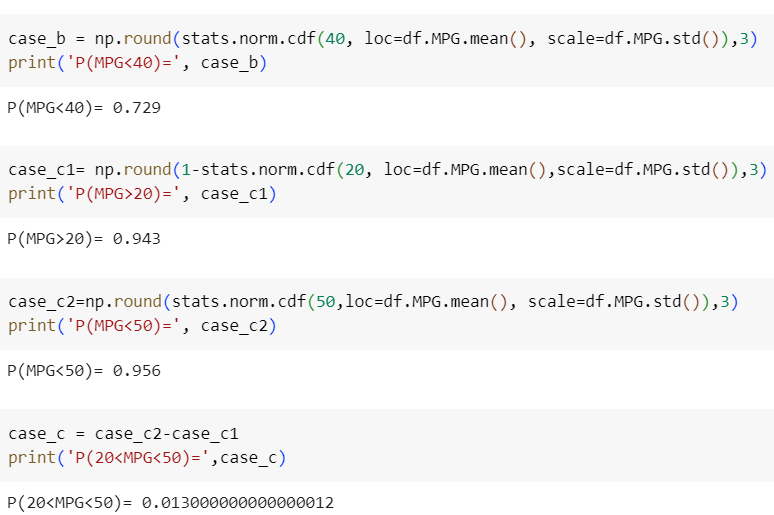 case_b = np.round(stats.norm.cdf(40, loc=df.MPG.mean(), scale=df.MPG.std()),3)
print('P(MPG<40)=', case_b)
P(MPG<40)= 0.729
case_c1= np.round(1-stats.norm.cdf(20, loc=df.MPG.mean(),scale=df.MPG.std()),3)
print('P(MPG>20)=', case_c1)
P(MPG>20)= 0.943
case_c2=np.round(stats.norm.cdf(50,loc=df.MPG.mean(), scale=df.MPG.std()),3)
print('P(MPG<50)=', case_c2)
P(MPG<50)= 0.956
case_c = case_c2-case_c1
print('P(20<MPG<50)=',case_c)
P(20<MPG<50)= 0.013000000000000012